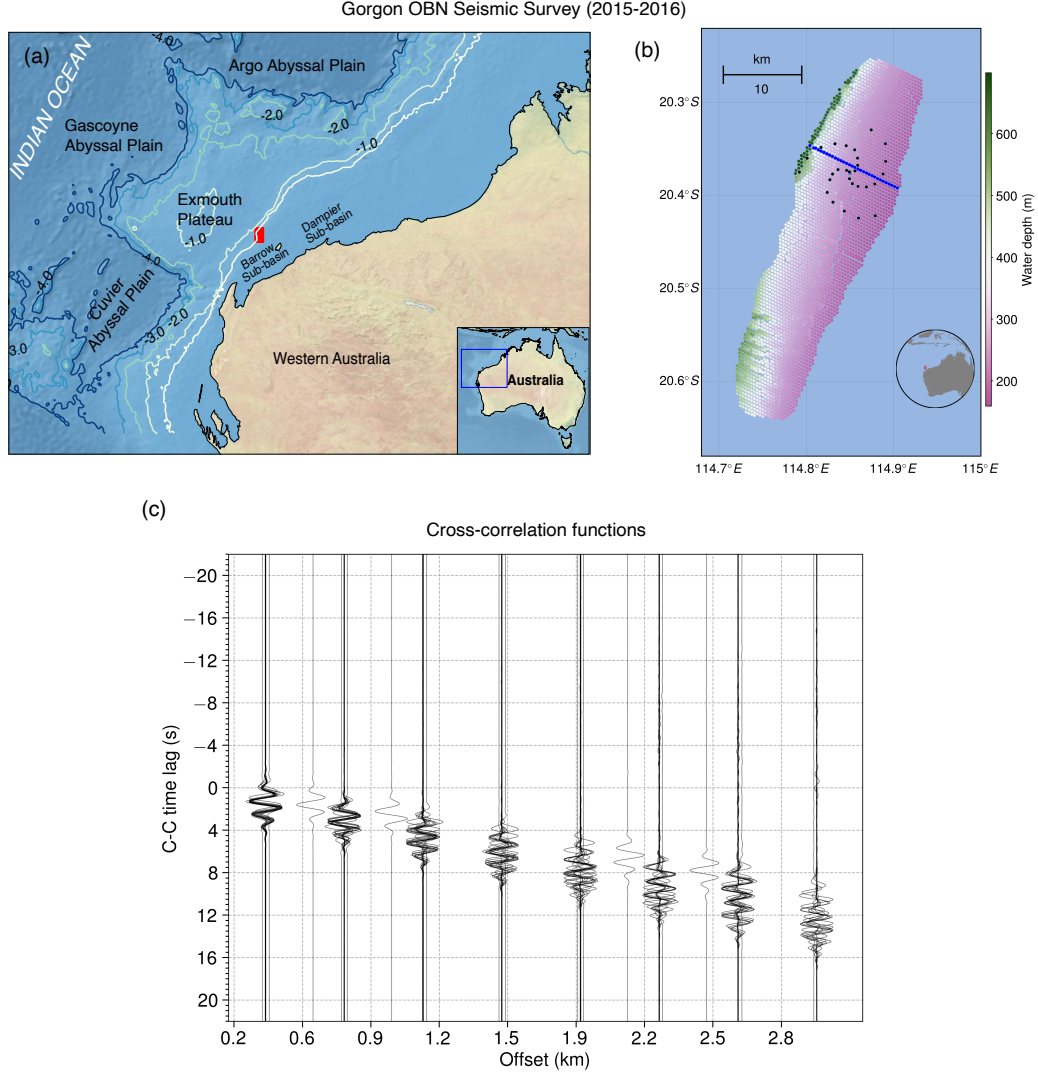 Gorgon OBN Seismic Survey (2015-2016)
(a)
-4.0
INDIAN OCEAN
Argo Abyssal Plain
-2.0
-2.0
Gascoyne
Abyssal Plain
-1.0
Exmouth
Plateau
-1.0
Dampier
Sub-basin
Barrow
Sub-basin
-4.0
-4.0
Cuvier
Abyssal Plain
-3.0
-2.0
3.0
Western Australia
Australia
(b)
km
10
20.3°S
20.4°S
20.5°S
20.6°S
114.7°E 114.8°E 114.9°E 115°E
600
500
400
300
200
Water depth (m)
(c)
Cross-correlation functions
C-C time lag (s)
−20
−16
−12
−8
−4
0
4
8
12
16
20
0.2 0.6 0.9 1.2 1.5 1.9 2.2 2.5 2.8
Offset (km)